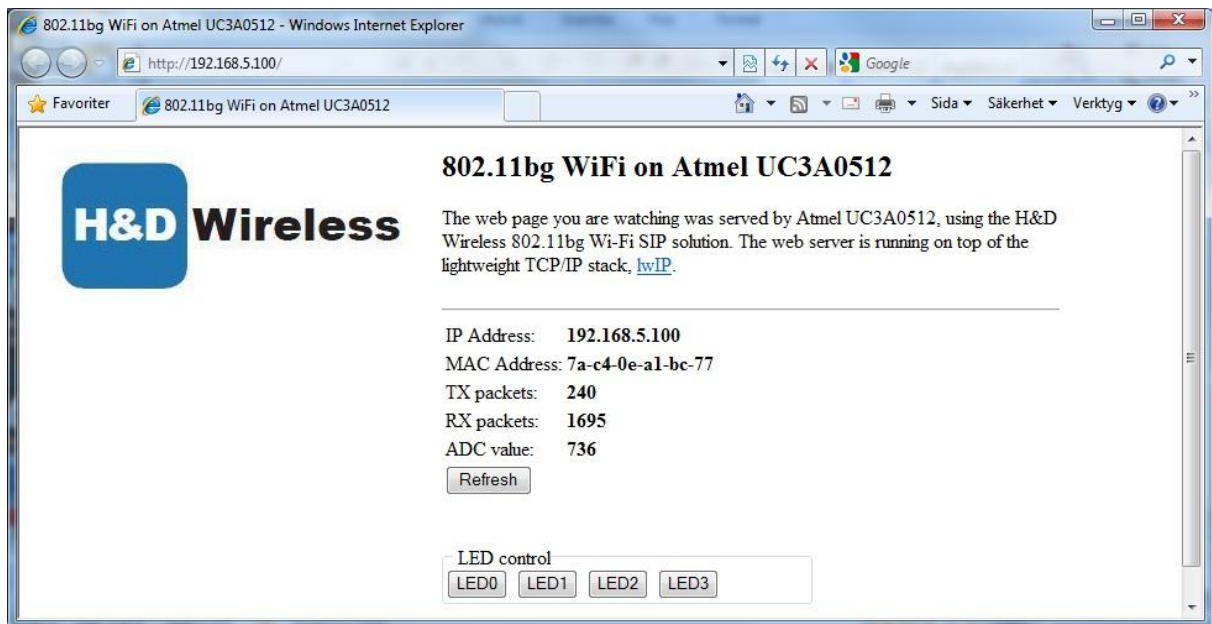 802.11bg WiFi on Atmel UC3A0512 - Windows Internet Explorer
http://192.168.5.100/
Google
Favoriter
802.11bg WiFi on Atmel UC3A0512
Sida
Säkerhet
Verktyg
H&D Wireless
802.11bg WiFi on Atmel UC3A0512
The web page you are watching was served by Atmel UC3A0512, using the H&D
Wireless 802.11bg Wi-Fi SIP solution. The web server is running on top of the
lightweight TCP/IP stack, lwIP.
IP Address: 192.168.5.100
MAC Address: 7a-c4-0e-a1-bc-77
TX packets: 240
RX packets: 1695
ADC value: 736
Refresh
LED control
LED0 LED1 LED2 LED3